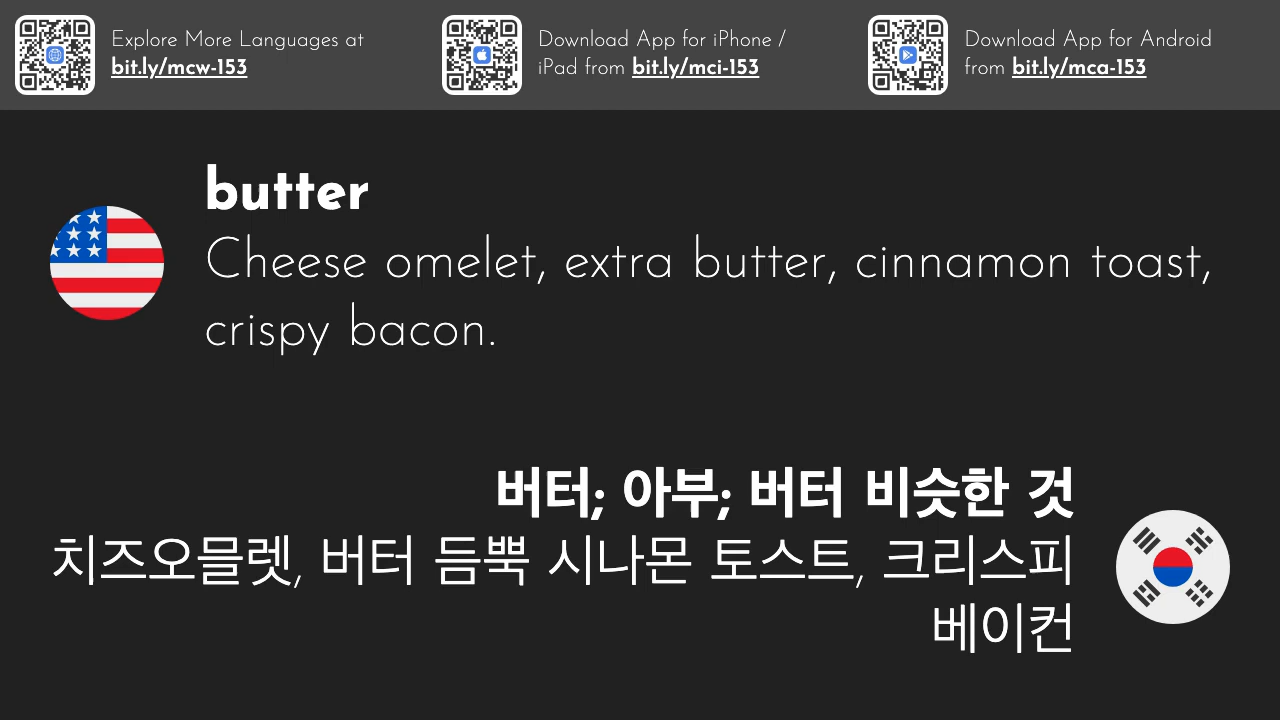 Explore More Languages at
bit.ly/mcw-153
Download App for iPhone /
iPad from bit.ly/mci-153
Download App for Android
from bit.ly/mca-153
butter
Cheese omelet, extra butter, cinnamon toast,
crispy bacon.
버터; 아부; 버터 비슷한 것
치즈오믈렛, 버터 듬뿍 시나몬 토스트, 크리스피
베이컨